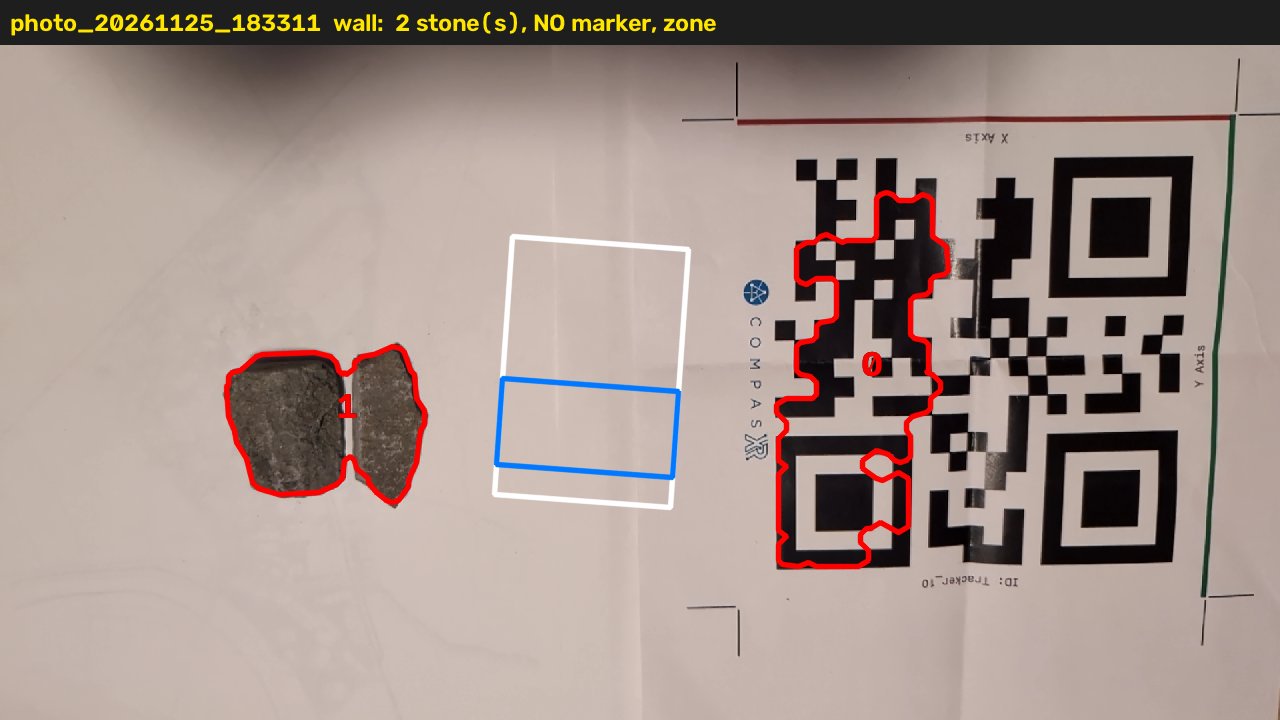 photo_20261125_183311 wall: 2 stone(s), NO marker, zone
X Axis
COMPAS XR
0
1
Y Axis
ID: Tracker_10